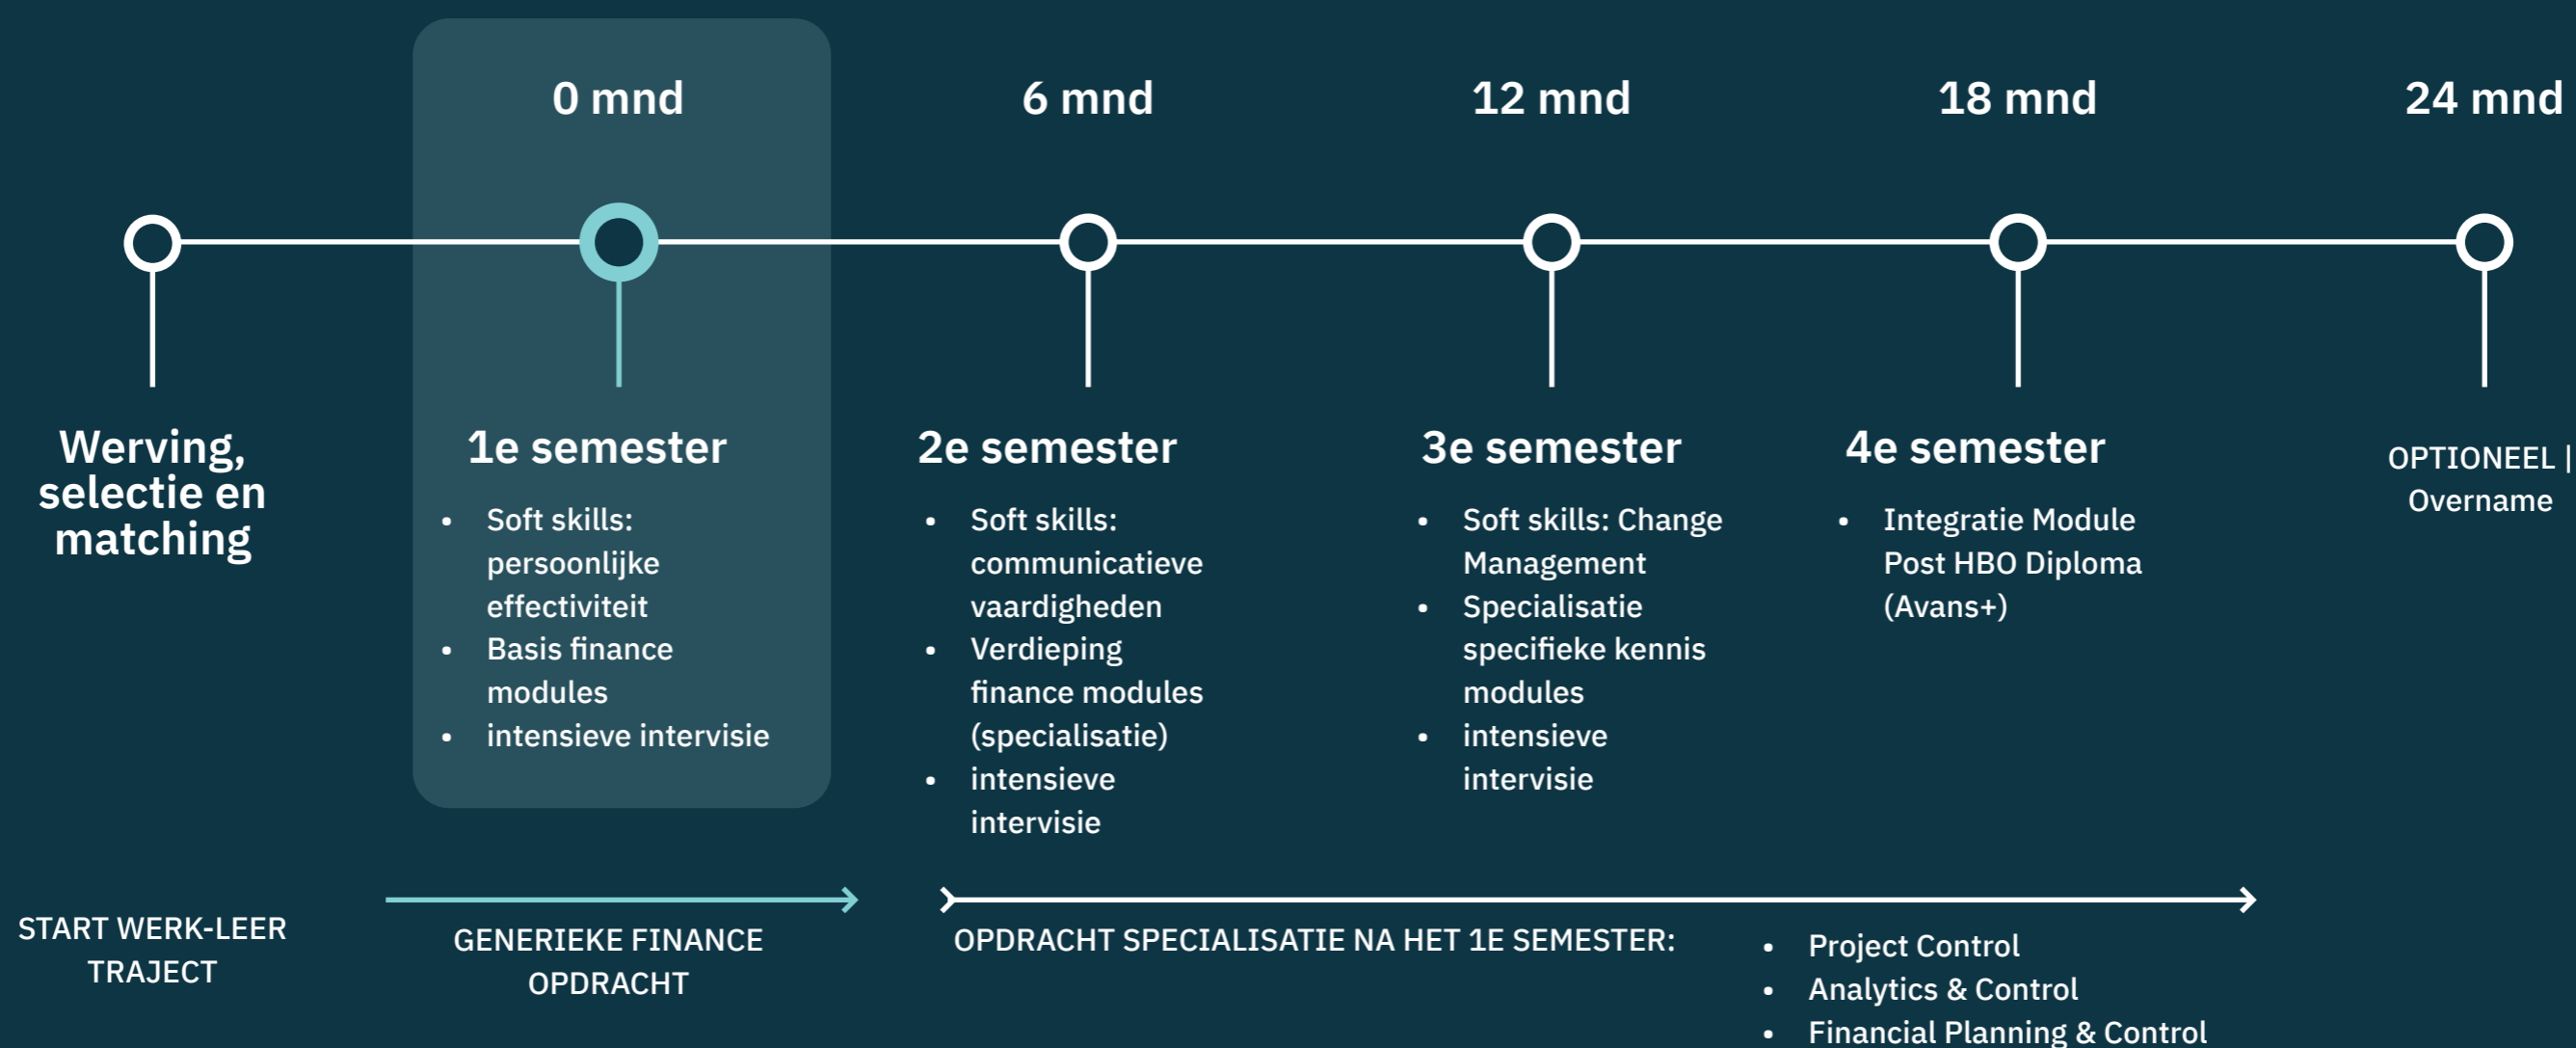 0 mnd
6 mnd
12 mnd
18 mnd
24 mnd
Werving,
selectie en
matching
1e semester
• Soft skills:
persoonlijke
effectiviteit
• Basis finance
modules
• intensieve intervisie
2e semester
• Soft skills:
communicatieve
vaardigheden
• Verdieping
finance modules
(specialisatie)
• intensieve
intervisie
3e semester
• Soft skills: Change
Management
• Specialisatie
specifieke kennis
modules
• intensieve
intervisie
4e semester
• Integratie Module
Post HBO Diploma
(Avans+)
OPTIONEEL |
Overname
START WERK-LEER
TRAJECT
GENERIEKE FINANCE
OPDRACHT
OPDRACHT SPECIALISATIE NA HET 1E SEMESTER:
• Project Control
• Analytics & Control
• Financial Planning & Control